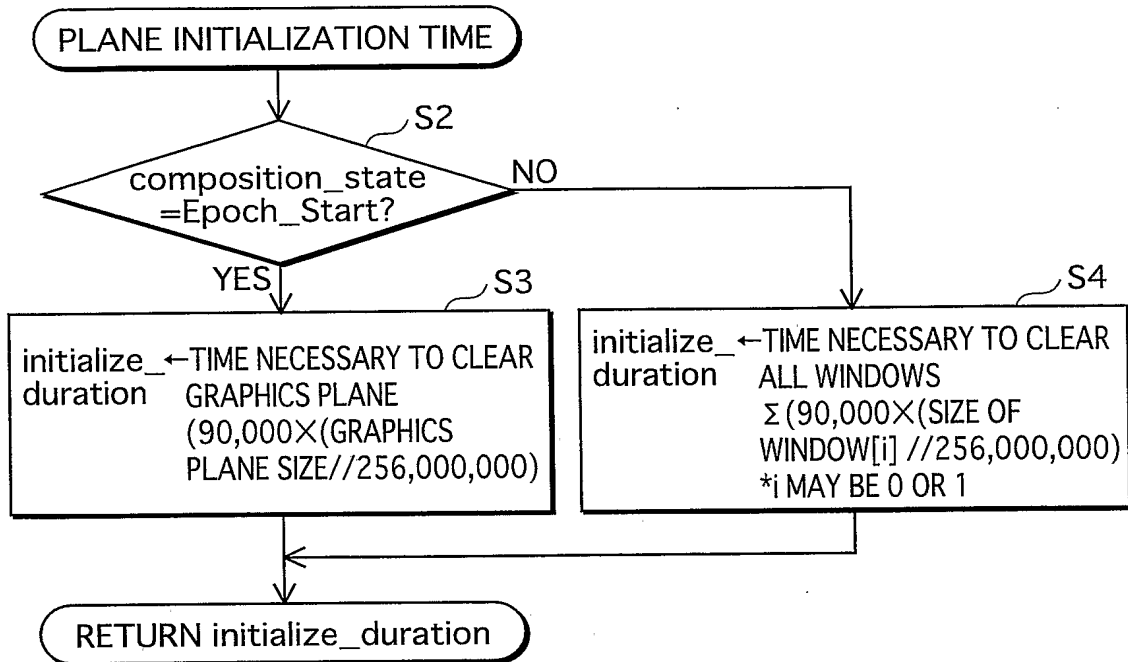 PLANE INITIALIZATION TIME
S2
composition_state
=Epoch_Start?
NO
YES
S3
initialize_←TIME NECESSARY TO CLEAR
duration GRAPHICS PLANE
(90,000×(GRAPHICS
PLANE SIZE//256,000,000)
S4
initialize_←TIME NECESSARY TO CLEAR
duration ALL WINDOWS
Σ(90,000×(SIZE OF
WINDOW[i] //256,000,000)
*i MAY BE 0 OR 1
RETURN initialize_duration